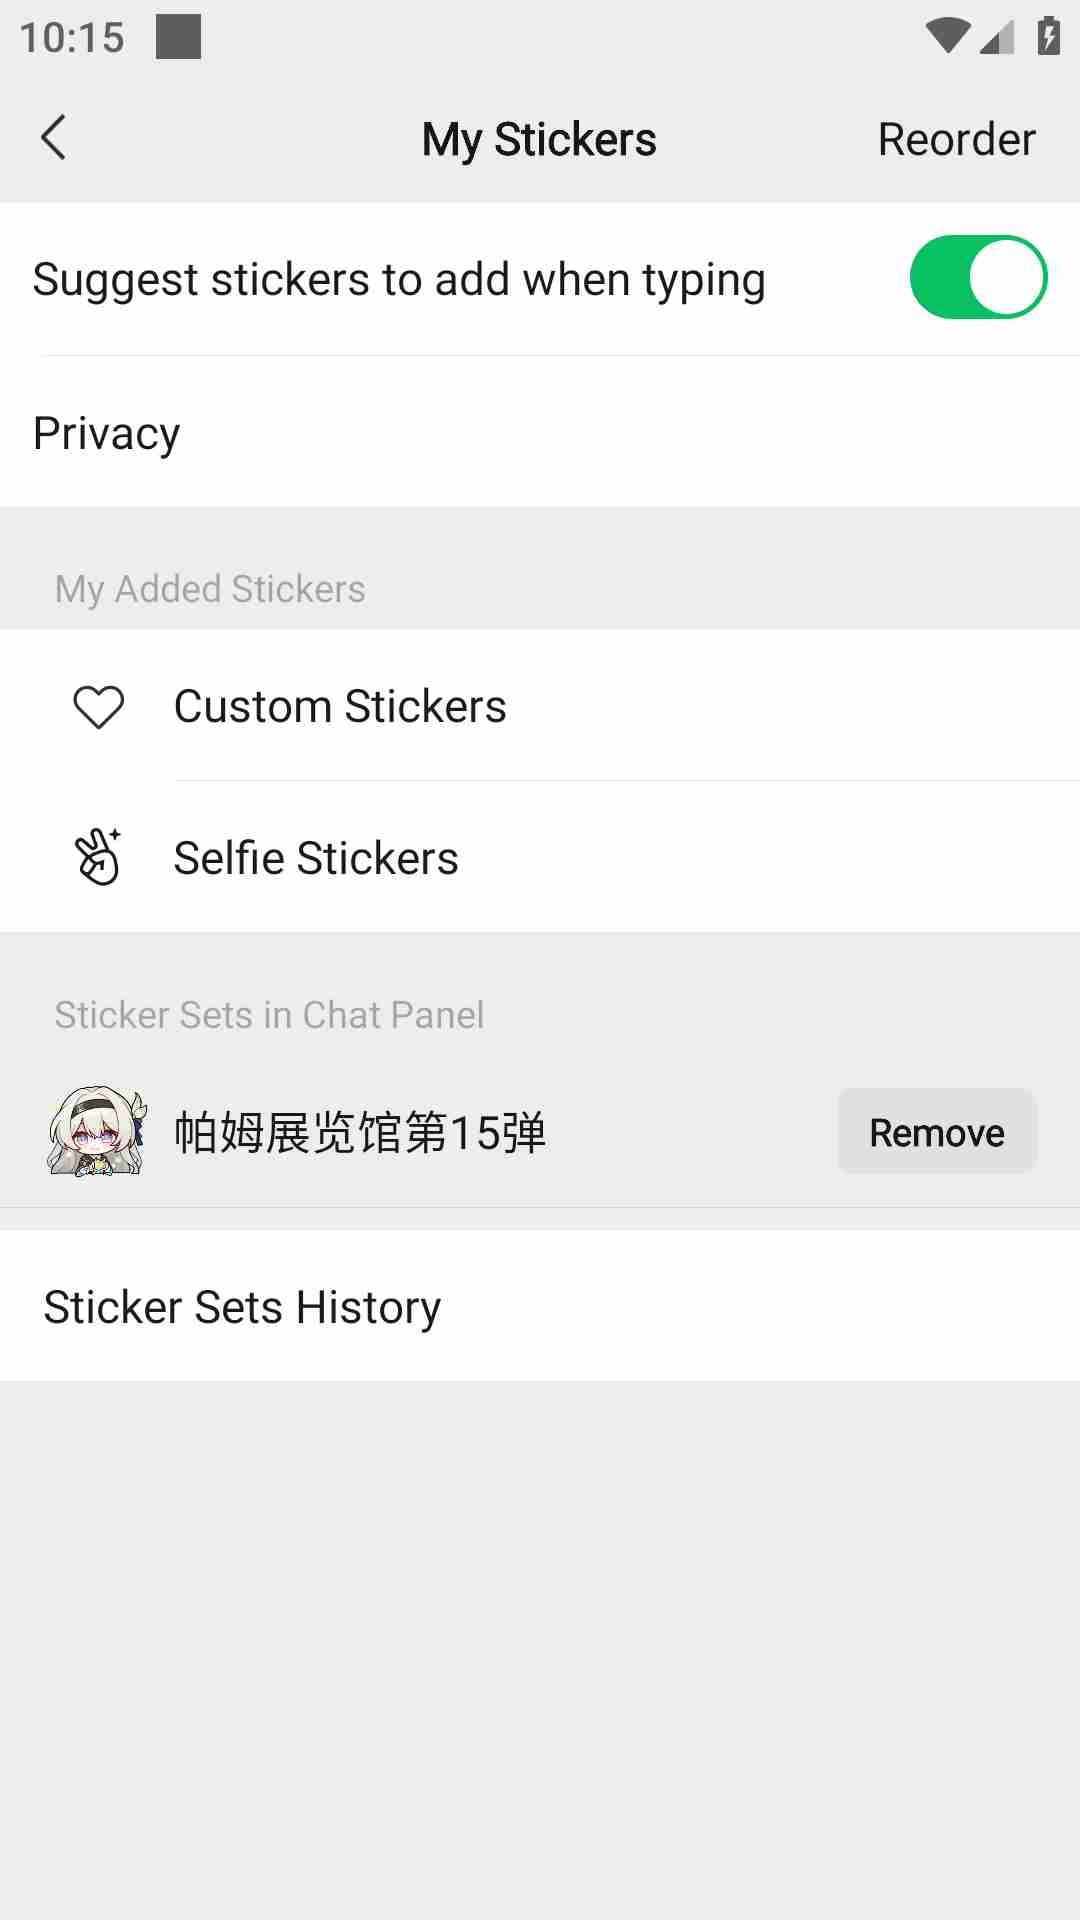 10:15
My Stickers
Reorder
Suggest stickers to add when typing
Privacy
My Added Stickers
Custom Stickers
Selfie Stickers
Sticker Sets in Chat Panel
帕姆展览馆第15弹
Remove
Sticker Sets History